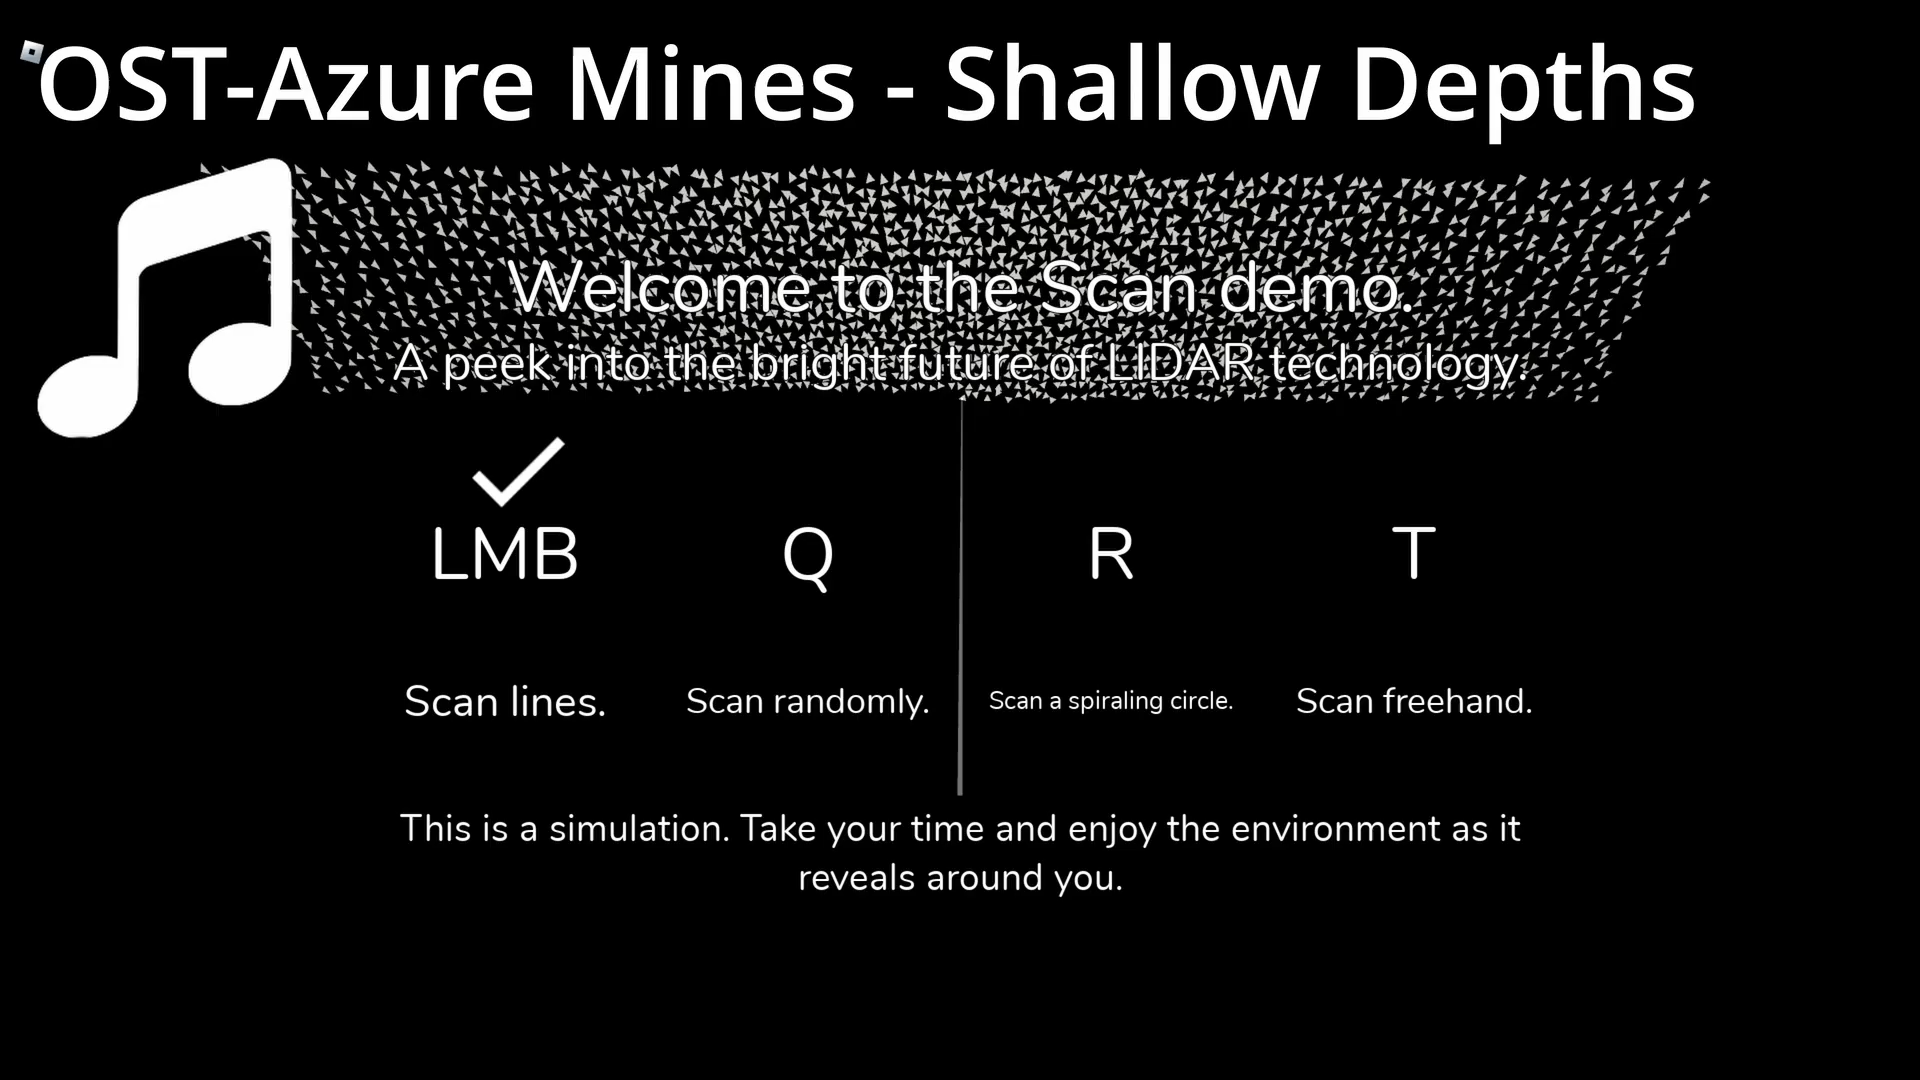 OST-Azure Mines - Shallow Depths
Welcome to the Scan demo.
A peek into the bright future of LIDAR technology.
LMB Q R T
Scan lines. Scan randomly. Scan a spiraling circle. Scan freehand.
This is a simulation. Take your time and enjoy the environment as it
reveals around you.